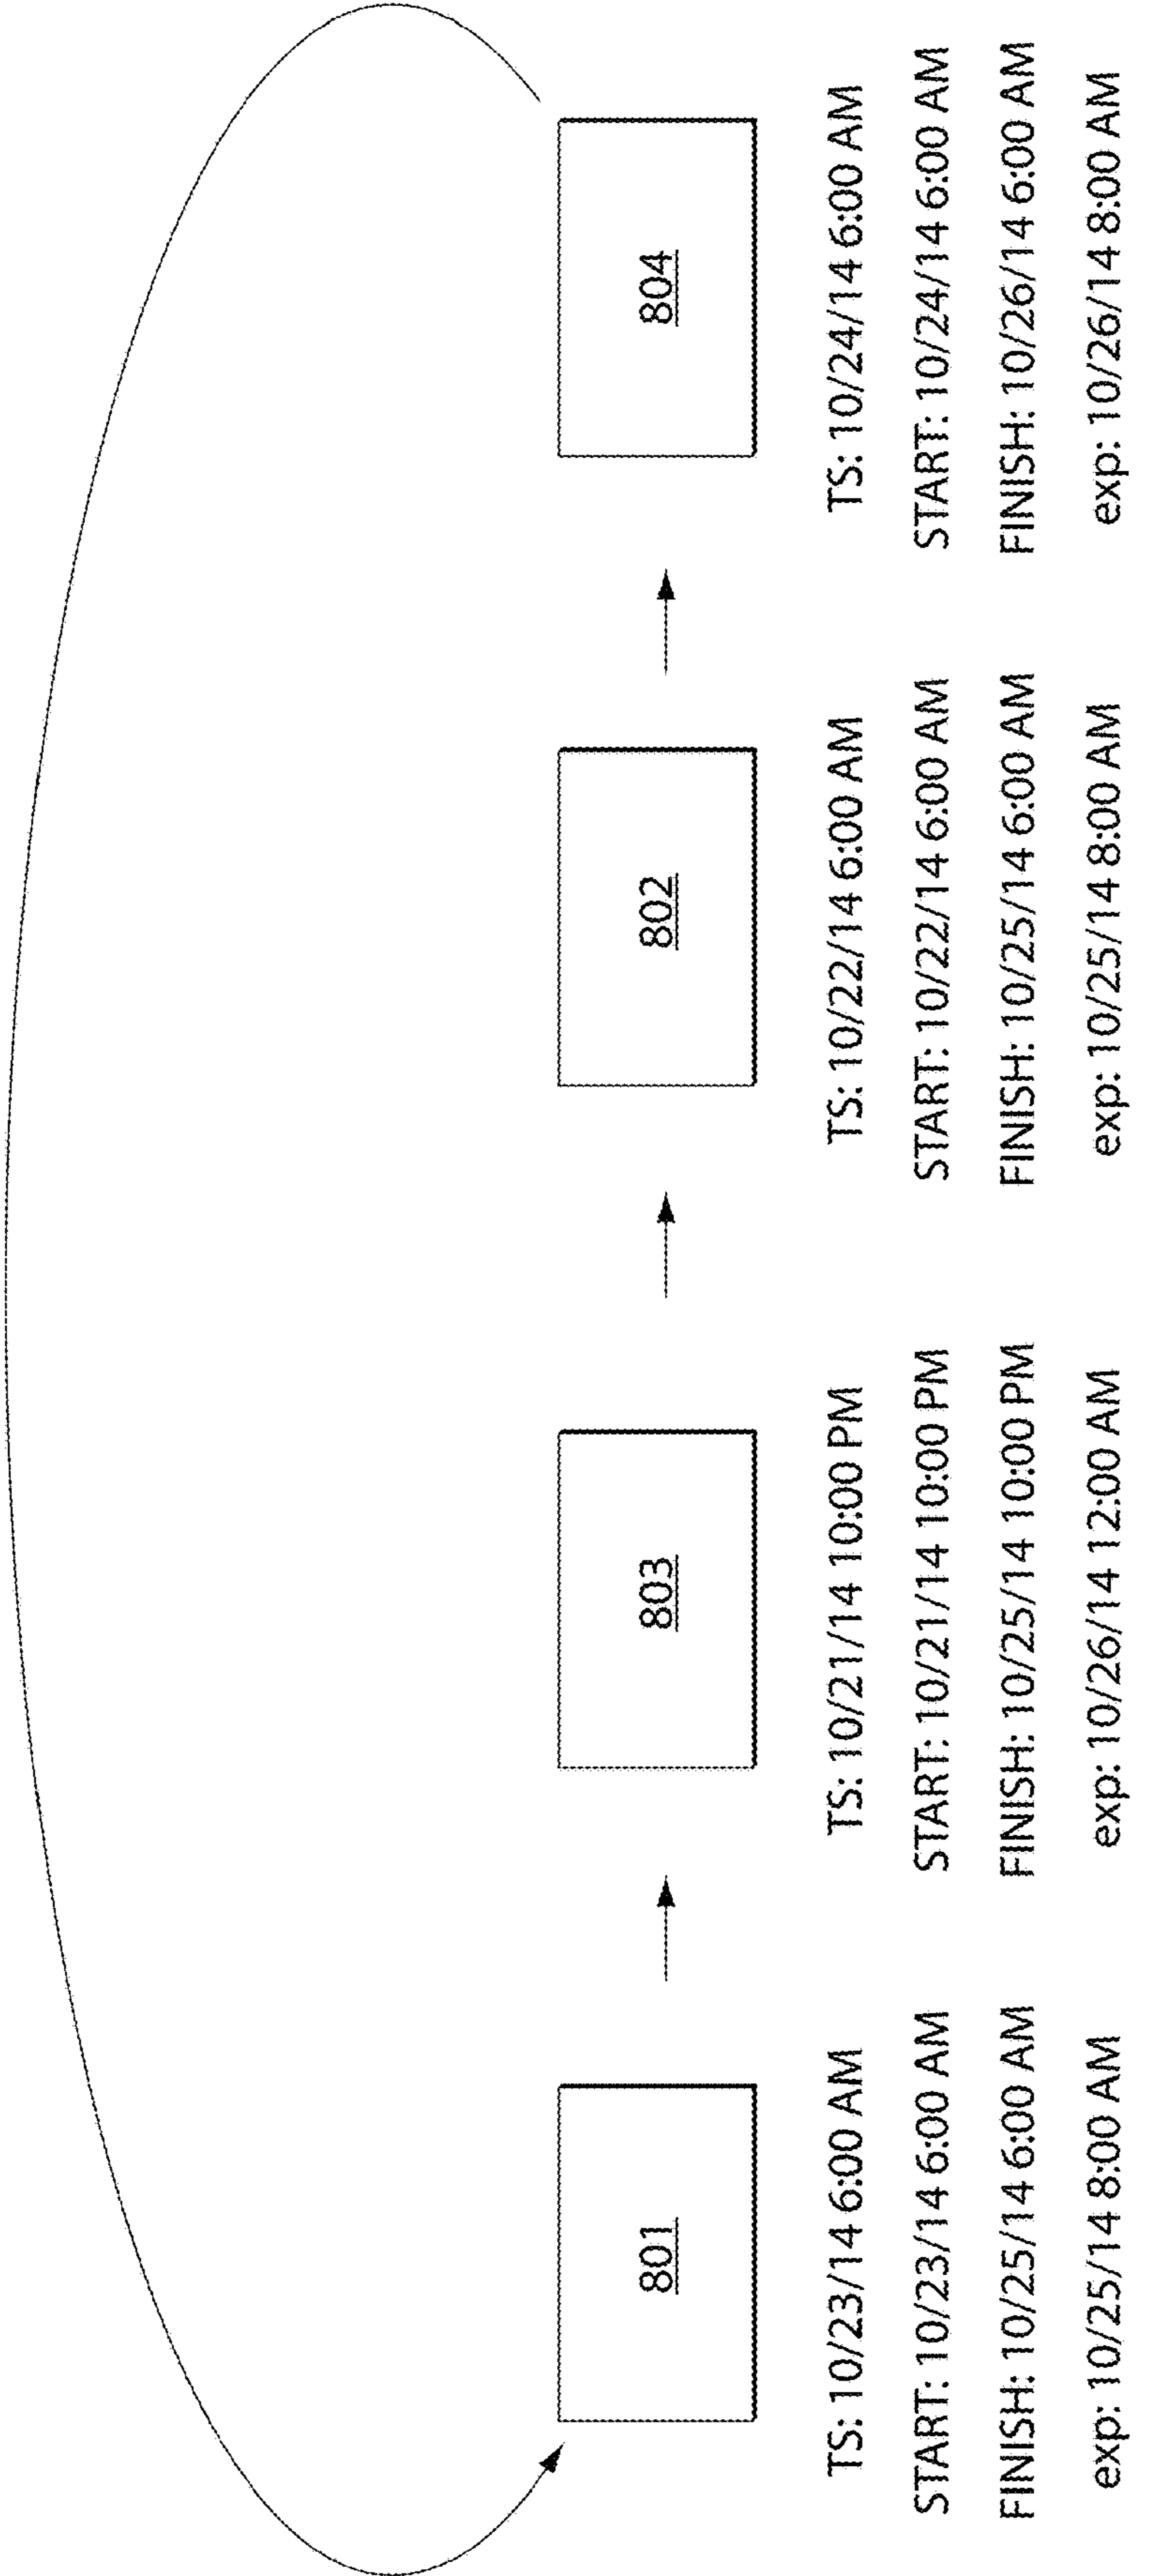 801
TS: 10/23/14 6:00 AM
START: 10/23/14 6:00 AM
FINISH: 10/25/14 6:00 AM
exp: 10/25/14 8:00 AM
803
TS: 10/21/14 10:00 PM
START: 10/21/14 10:00 PM
FINISH: 10/25/14 10:00 PM
exp: 10/26/14 12:00 AM
802
TS: 10/22/14 6:00 AM
START: 10/22/14 6:00 AM
FINISH: 10/25/14 6:00 AM
exp: 10/25/14 8:00 AM
804
TS: 10/24/14 6:00 AM
START: 10/24/14 6:00 AM
FINISH: 10/26/14 6:00 AM
exp: 10/26/14 8:00 AM